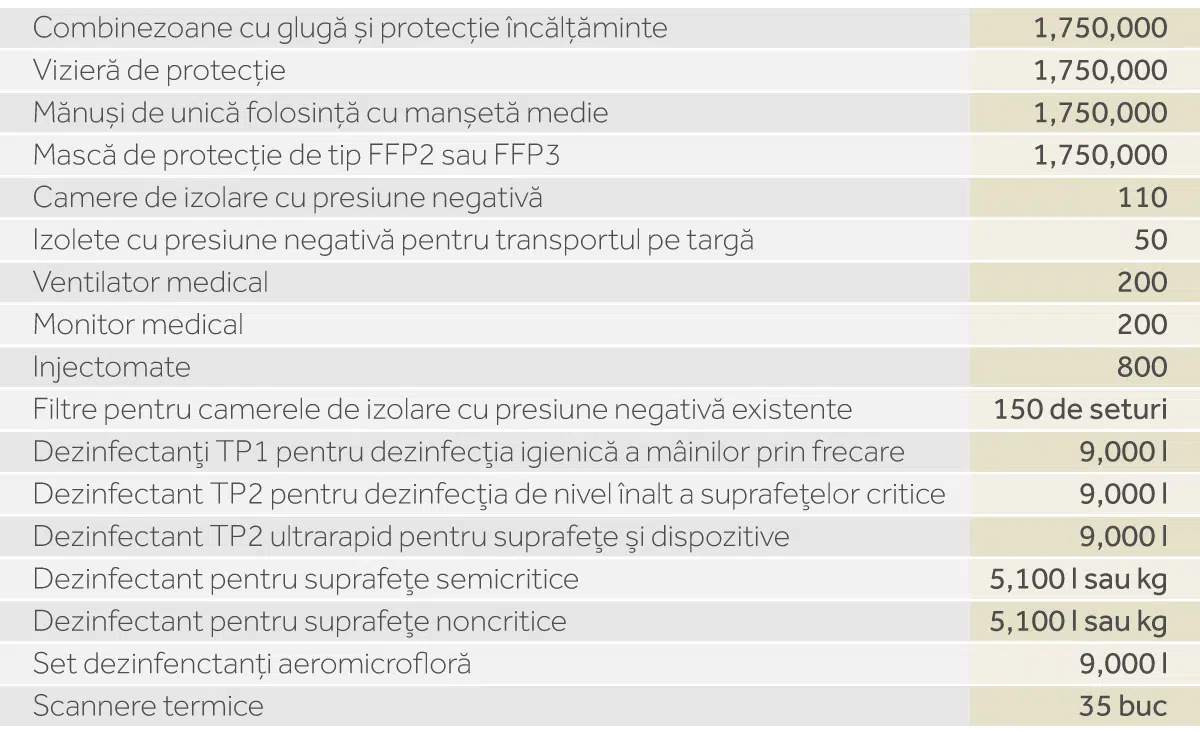 Combinezoane cu glugă și protecție încălțăminte 1,750,000
Vizieră de protecție 1,750,000
Mănuși de unică folosință cu manșetă medie 1,750,000
Mască de protecție de tip FFP2 sau FFP3 1,750,000
Camere de izolare cu presiune negativă 110
Izolete cu presiune negativă pentru transportul pe targă 50
Ventilator medical 200
Monitor medical 200
Injectomate 800
Filtre pentru camerele de izolare cu presiune negativă existente 150 de seturi
Dezinfectanţi TP1 pentru dezinfecţia igienică a mâinilor prin frecare 9,000 l
Dezinfectant TP2 pentru dezinfecţia de nivel înalt a suprafeţelor critice 9,000 l
Dezinfectant TP2 ultrarapid pentru suprafeţe şi dispozitive 9,000 l
Dezinfectant pentru suprafeţe semicritice 5,100 l sau kg
Dezinfectant pentru suprafeţe noncritice 5,100 l sau kg
Set dezinfenctanți aeromicrofloră 9,000 l
Scannere termice 35 buc